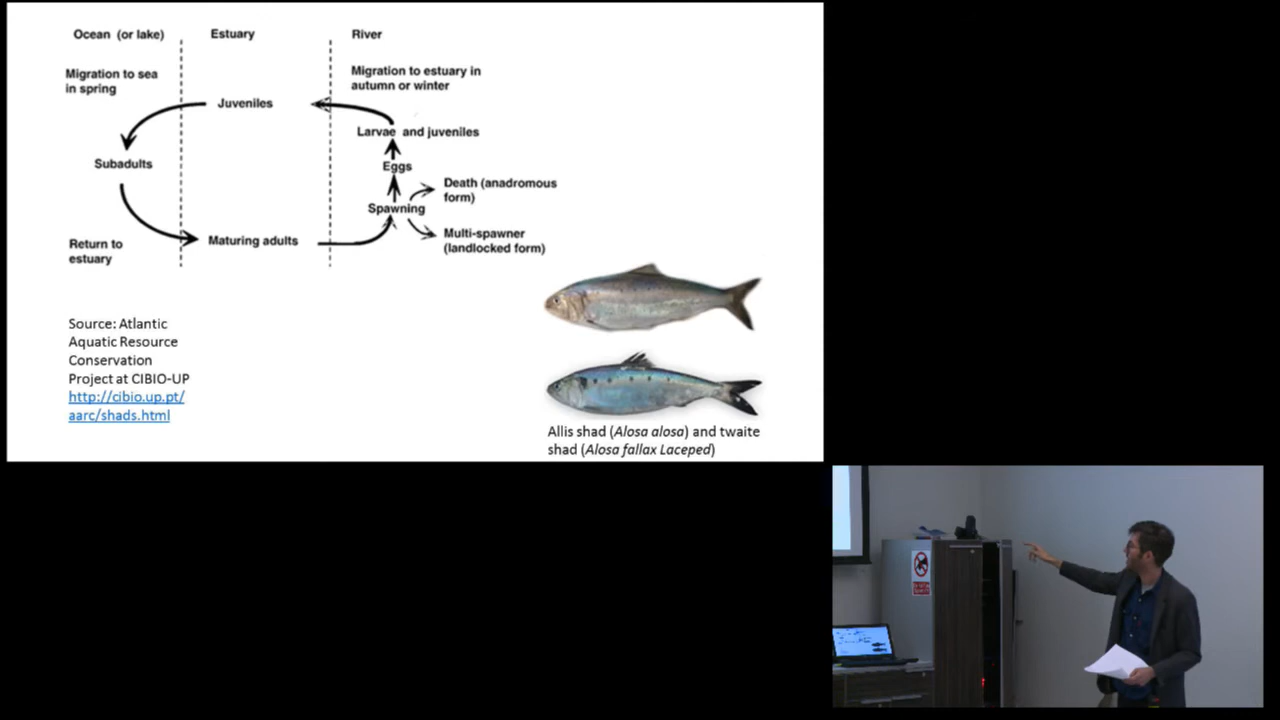 Ocean (or lake)
Estuary
River
Migration to sea
in spring
Migration to estuary in
autumn or winter
Juveniles
Larvae and juveniles
Subadults
Eggs
Death (anadromous
form)
Spawning
Multi-spawner
(landlocked form)
Return to
estuary
Maturing adults
Source: Atlantic
Aquatic Resource
Conservation
Project at CIBIO-UP
http://cibio.up.pt/
aarc/shads.html
Allis shad (Alosa alosa) and twaite
shad (Alosa fallax Laceped)